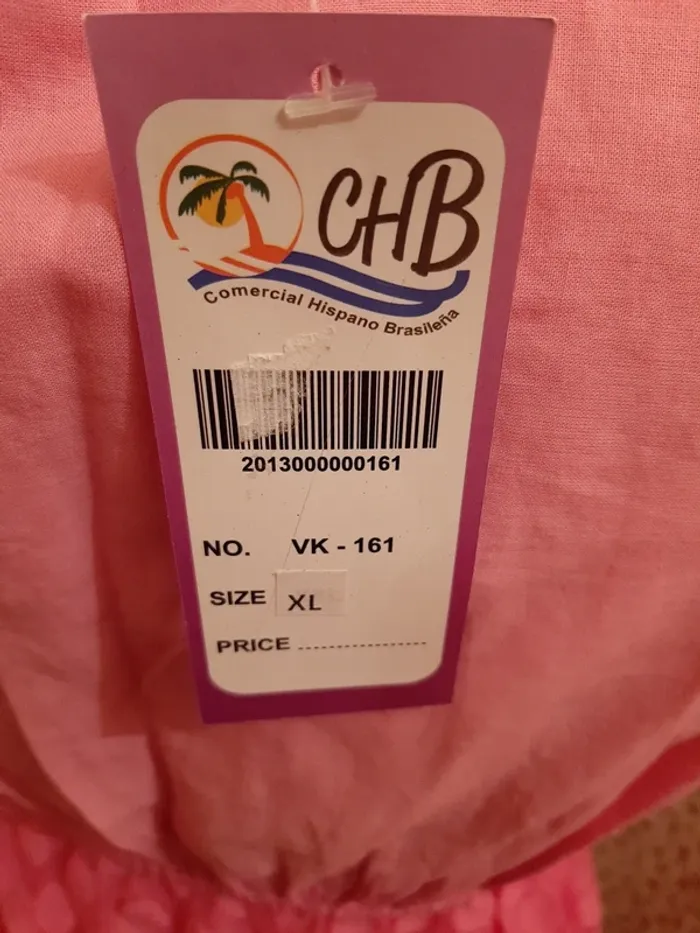 CHB
Comercial Hispano Brasileña
2013000000161
NO. VK - 161
SIZE XL
PRICE ..................